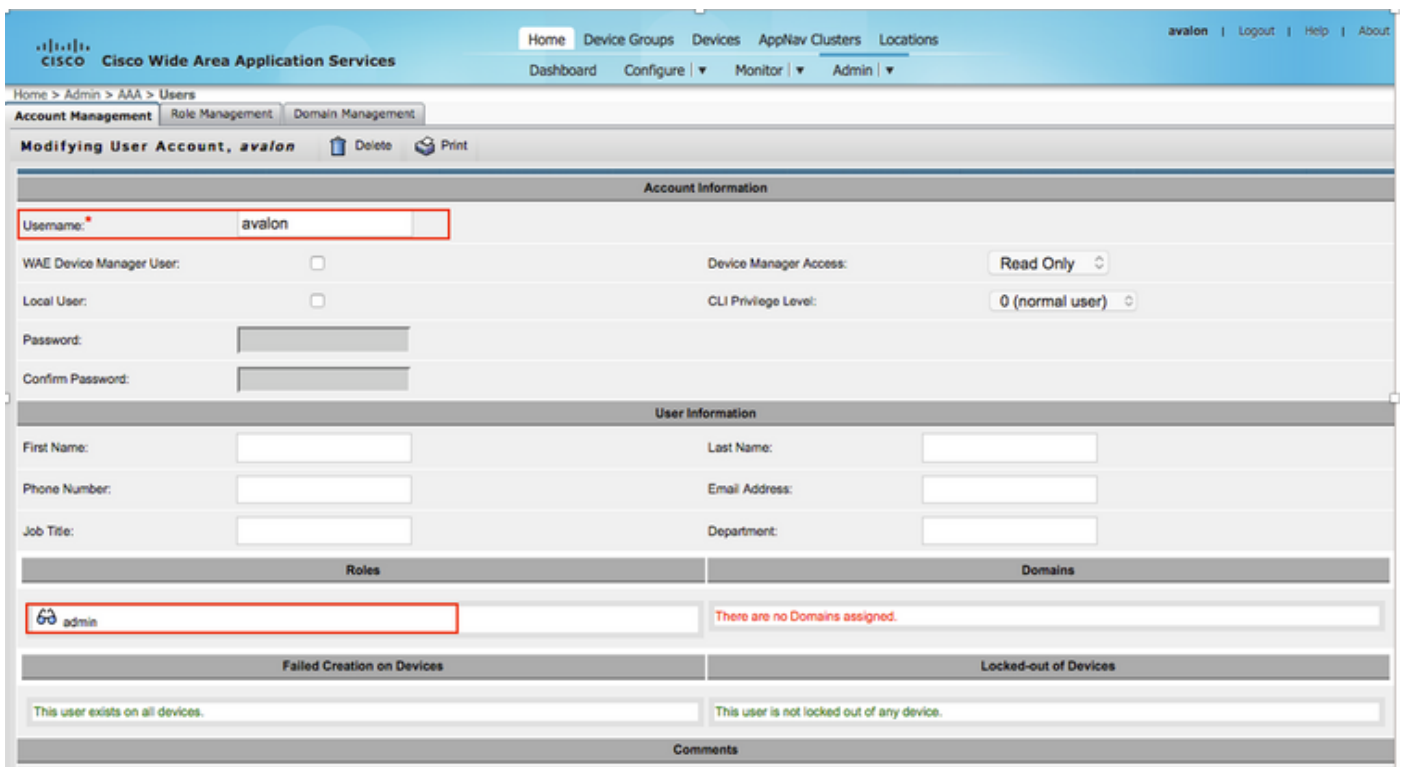 Home Device Groups Devices AppNav Clusters Locations
avalon | Logout | Help | About
CISCO Cisco Wide Area Application Services
Dashboard Configure | ▼ Monitor | ▼ Admin | ▼
Home > Admin > AAA > Users
Account Management Role Management Domain Management
Modifying User Account, avalon Delete Print
Account Information
Username:* avalon
WAE Device Manager User: Device Manager Access: Read Only
Local User: CLI Privilege Level: 0 (normal user)
Password:
Confirm Password:
User Information
First Name: Last Name:
Phone Number: Email Address:
Job Title: Department:
Roles Domains
admin There are no Domains assigned.
Failed Creation on Devices Locked-out of Devices
This user exists on all devices. This user is not locked out of any device.
Comments